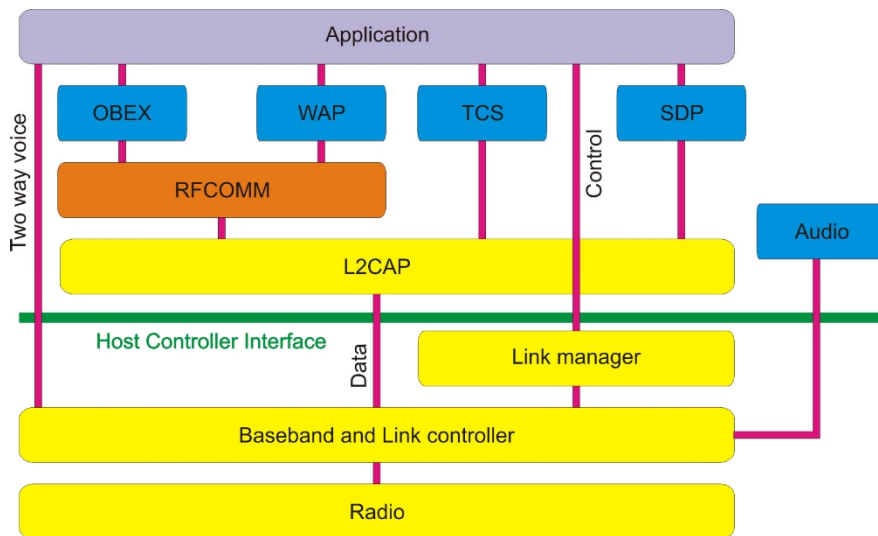 Application
OBEX
WAP
TCS
SDP
Two way voice
Control
RFCOMM
Audio
L2CAP
Host Controller Interface
Data
Link manager
Baseband and Link controller
Radio